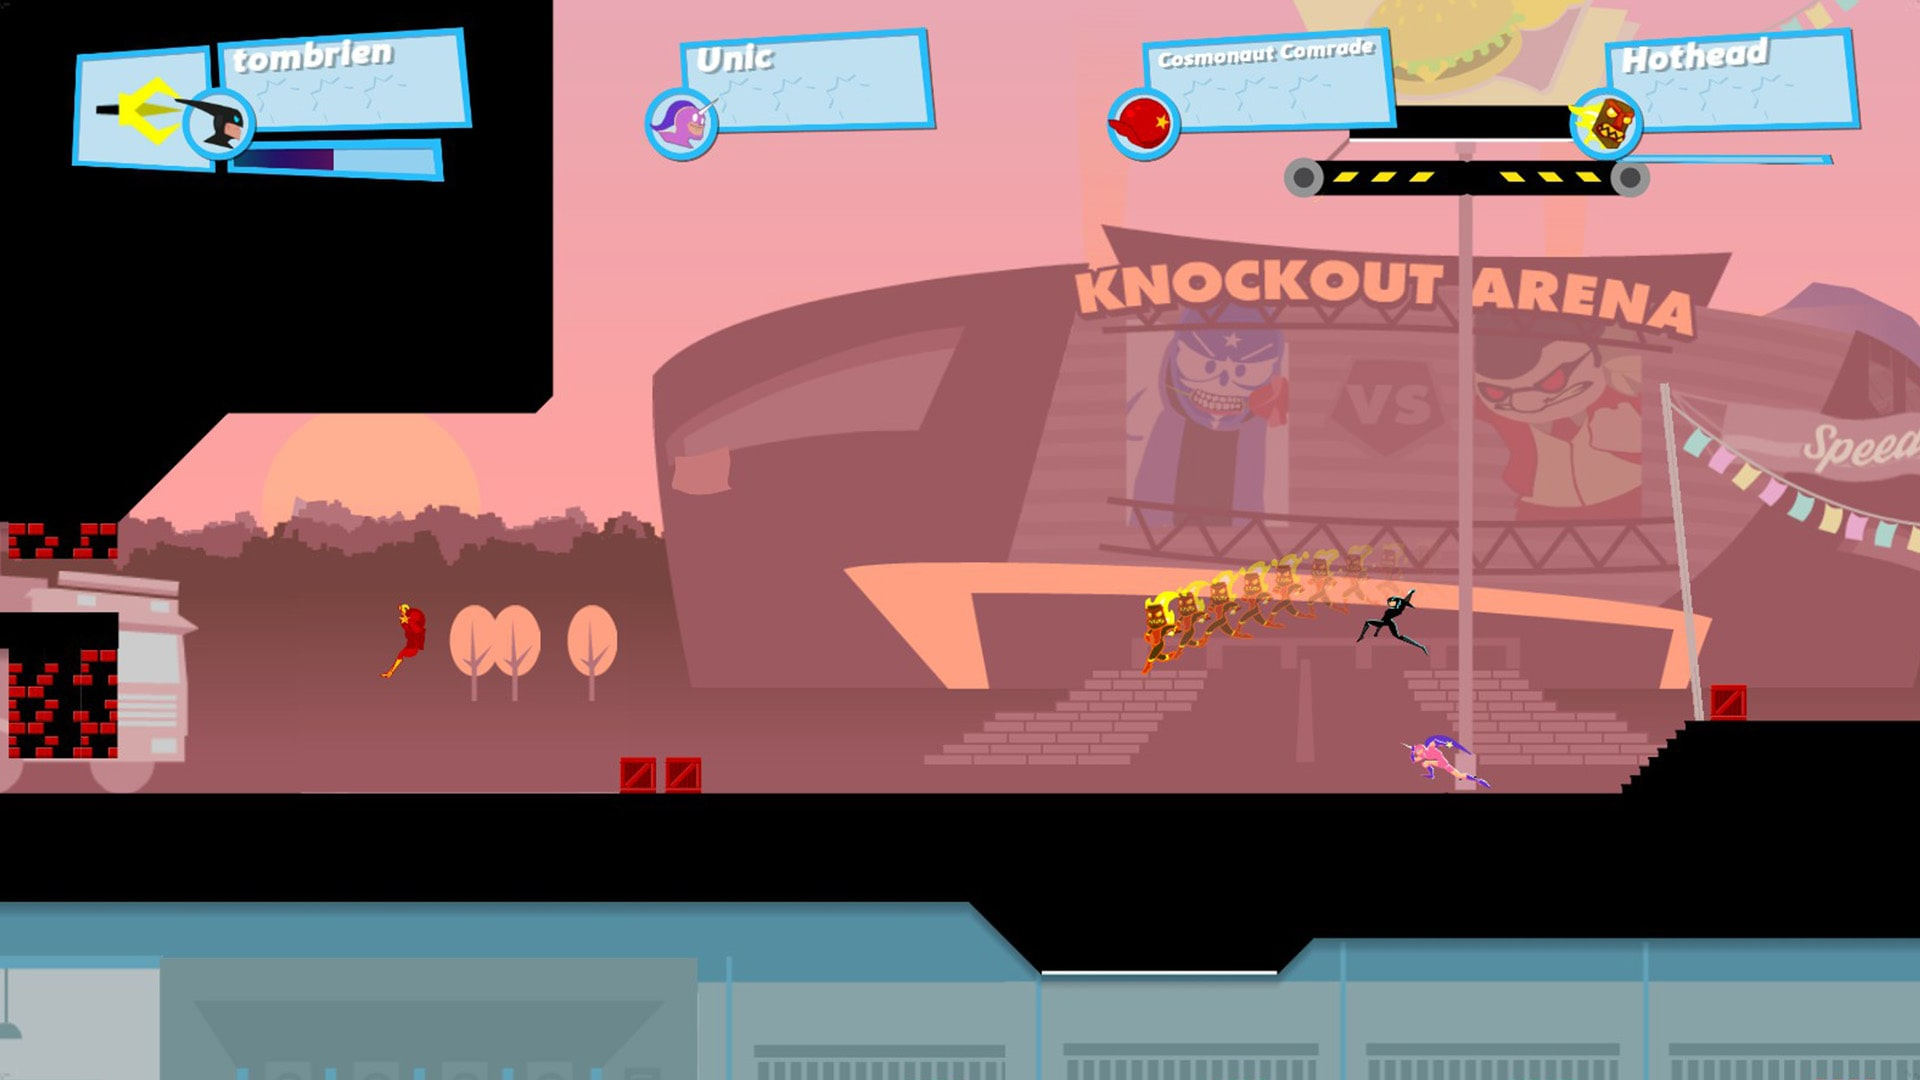 tombrien
Unic
Cosmonaut Comrade
Hothead
KNOCKOUT ARENA
VS
Speed